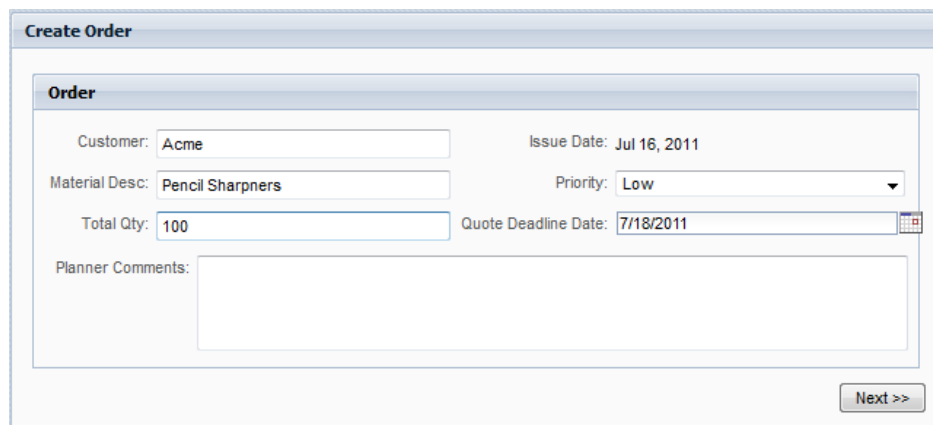 Create Order
Order
Customer: Acme Issue Date: Jul 16, 2011
Material Desc: Pencil Sharpners Priority: Low
Total Qty: 100 Quote Deadline Date: 7/18/2011
Planner Comments:
Next >>